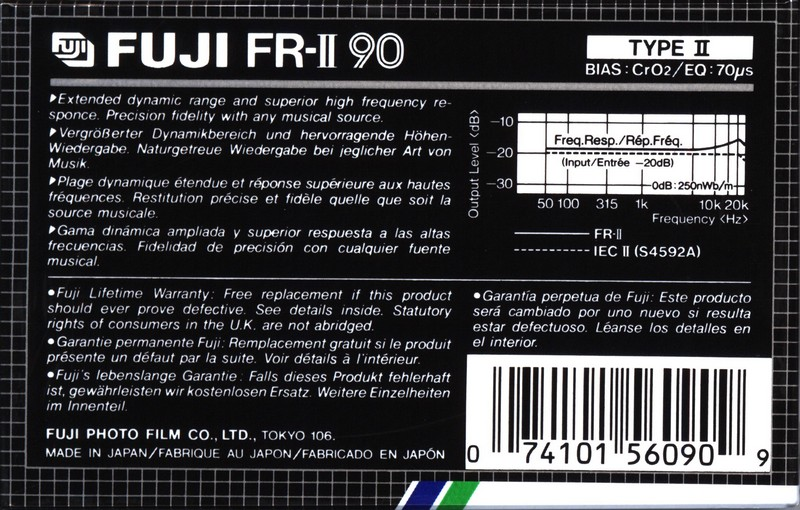 Fuji FUJI FR-II 90
TYPE II
BIAS : CrO2/EQ : 70µs
▶Extended dynamic range and superior high frequency re-
sponce. Precision fidelity with any musical source.
▶Vergrößerter Dynamikbereich und hervorragende Höhen-
Wiedergabe. Naturgetreue Wiedergabe bei jeglicher Art von
Musik.
▶Plage dynamique étendue et réponse supérieure aux hautes
fréquences. Restitution précise et fidèle quelle que soit la
source musicale.
▶Gama dinámica ampliada y superior respuesta a las altas
frecuencias. Fidelidad de precisión con cualquier fuente
musical.
Output Level <dB>
−10
−20
−30
Freq.Resp./Rép.Fréq.
(Input/Entrée −20dB)
0dB: 250nWb/m
50 100 315 1k 10k 20k
Frequency <Hz>
FR-II
IEC II (S4592A)
●Fuji Lifetime Warranty: Free replacement if this product
should ever prove defective. See details inside. Statutory
rights of consumers in the U.K. are not abridged.
●Garantie permanente Fuji: Remplacement gratuit si le produit
présente un défaut par la suite. Voir détails à l'intérieur.
●Fuji's lebenslange Garantie: Falls dieses Produkt fehlerhaft
ist, gewährleisten wir kostenlosen Ersatz. Weitere Einzelheiten
im Innenteil.
●Garantía perpetua de Fuji: Este producto
será cambiado por uno nuevo si resulta
estar defectuoso. Léanse los detalles en
el interior.
FUJI PHOTO FILM CO., LTD., TOKYO 106.
MADE IN JAPAN/FABRIQUE AU JAPON/FABRICADO EN JAPÓN
0 74101 56090 9